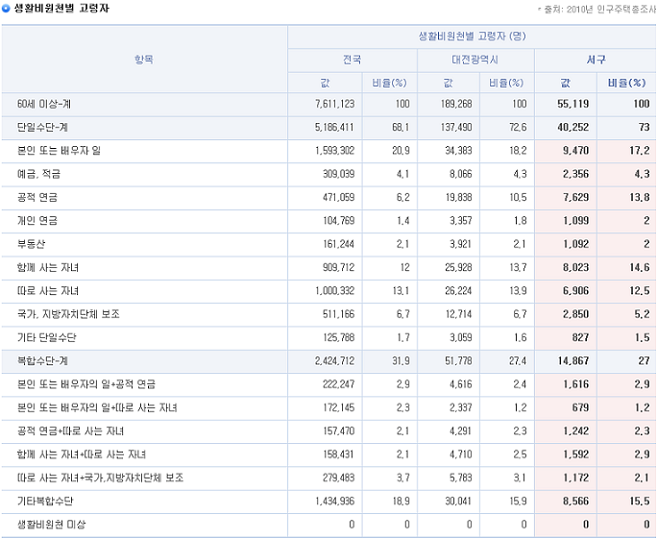 생활비원천별 고령자
* 출처: 2010년 인구주택총조사
항목 생활비원천별 고령자 (명)
전국 대전광역시 서구
값 비율(%) 값 비율(%) 값 비율(%)
60세 이상-계 7,611,123 100 189,268 100 55,119 100
단일수단-계 5,186,411 68,1 137,490 72,6 40,252 73
본인 또는 배우자 일 1,593,302 20,9 34,383 18,2 9,470 17,2
예금, 적금 309,039 4,1 8,066 4,3 2,356 4,3
공적 연금 471,059 6,2 19,838 10,5 7,629 13,8
개인 연금 104,769 1,4 3,357 1,8 1,099 2
부동산 161,244 2,1 3,921 2,1 1,092 2
함께 사는 자녀 909,712 12 25,928 13,7 8,023 14,6
따로 사는 자녀 1,000,332 13,1 26,224 13,9 6,906 12,5
국가, 지방자치단체 보조 511,166 6,7 12,714 6,7 2,850 5,2
기타 단일수단 125,788 1,7 3,059 1,6 827 1,5
복합수단-계 2,424,712 31,9 51,778 27,4 14,867 27
본인 또는 배우자의 일+공적 연금 222,247 2,9 4,616 2,4 1,616 2,9
본인 또는 배우자의 일+따로 사는 자녀 172,145 2,3 2,337 1,2 679 1,2
공적 연금+따로 사는 자녀 157,470 2,1 4,291 2,3 1,242 2,3
함께 사는 자녀+따로 사는 자녀 158,431 2,1 4,710 2,5 1,592 2,9
따로 사는 자녀+국가,지방자치단체 보조 279,483 3,7 5,783 3,1 1,172 2,1
기타복합수단 1,434,936 18,9 30,041 15,9 8,566 15,5
생활비원천 미상 0 0 0 0 0 0